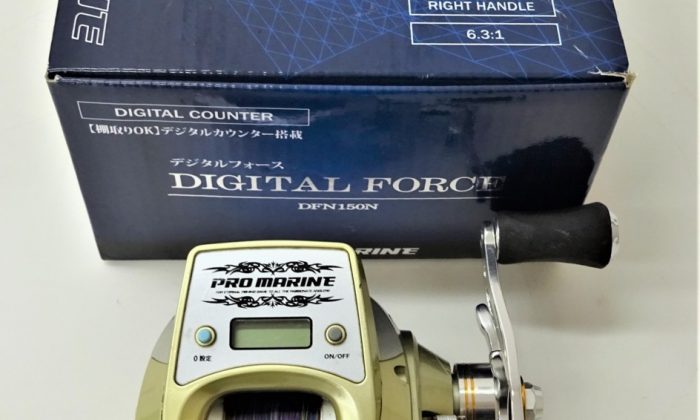 RIGHT HANDLE
6.3:1
DIGITAL COUNTER
【棚取りOK】デジタルカウンター搭載
デジタルフォース
DIGITAL FORCE
DFN150N
PRO MARINE
0設定
ON/OFF